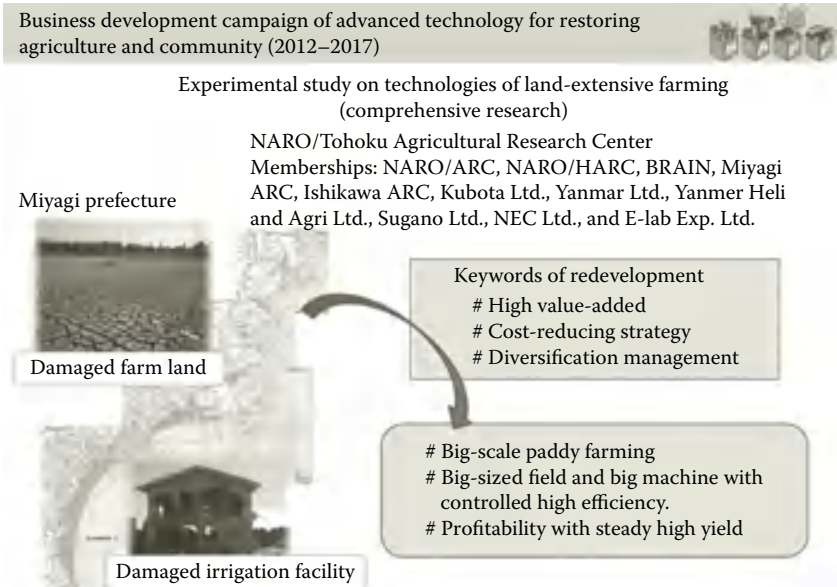 Business development campaign of advanced technology for restoring
agriculture and community (2012–2017)
Experimental study on technologies of land-extensive farming
(comprehensive research)
NARO/Tohoku Agricultural Research Center
Memberships: NARO/ARC, NARO/HARC, BRAIN, Miyagi
ARC, Ishikawa ARC, Kubota Ltd., Yanmar Ltd., Yanmer Heli
and Agri Ltd., Sugano Ltd., NEC Ltd., and E-lab Exp. Ltd.
Miyagi prefecture
Damaged farm land
Keywords of redevelopment
# High value-added
# Cost-reducing strategy
# Diversification management
# Big-scale paddy farming
# Big-sized field and big machine with
controlled high efficiency.
# Profitability with steady high yield
Damaged irrigation facility